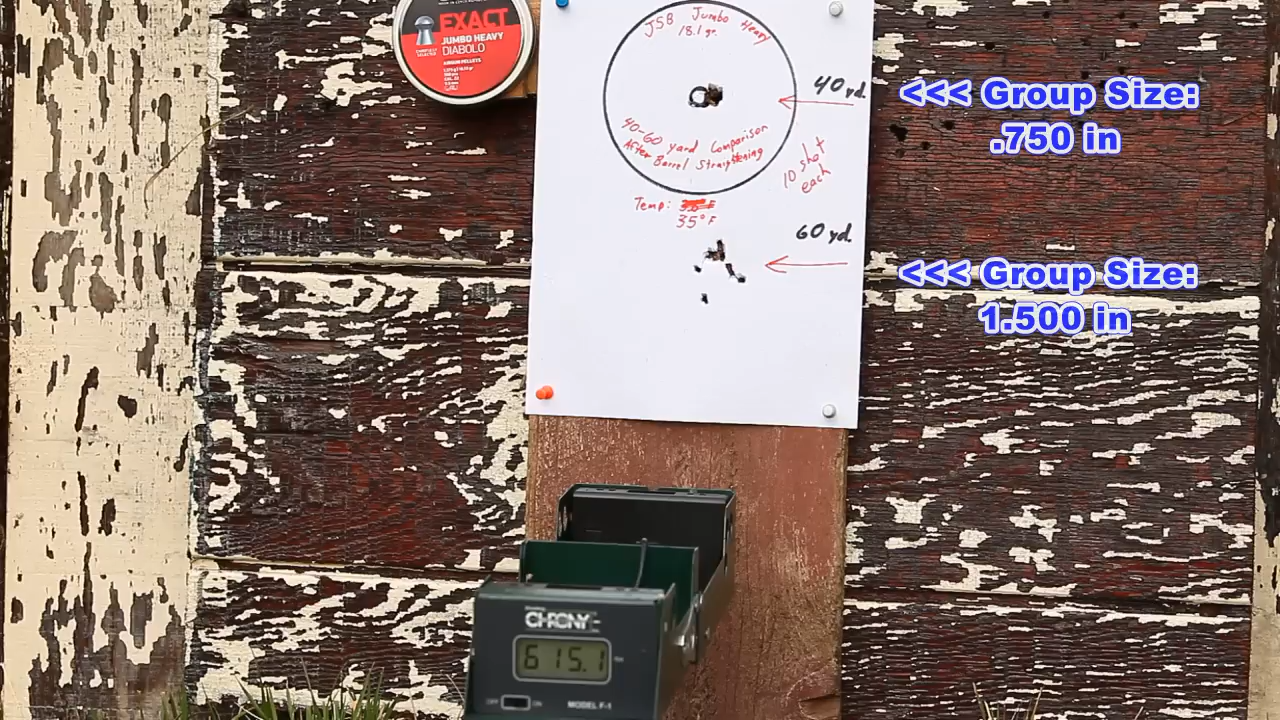 EXACT
JUMBO HEAVY
DIABOLO
JSB Jumbo Heavy
18.1 gr.
40 yd.
<<< Group Size:
.750 in
40-60 yard Comparison
After Barrel Straightening
10 shot
each
Temp:
35° F
60 yd.
<<< Group Size:
1.500 in
CHRONY
615.1
OFF ON MODEL F-1